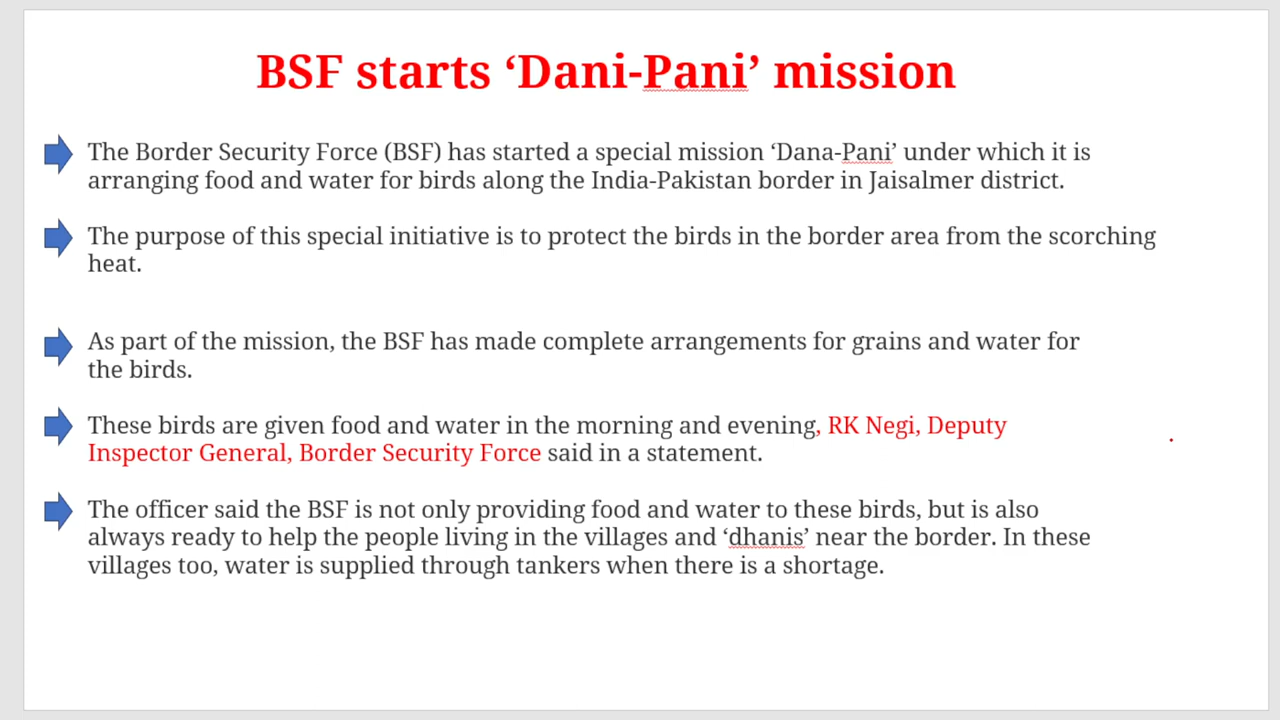 BSF starts ‘Dani-Pani’ mission
The Border Security Force (BSF) has started a special mission ‘Dana-Pani’ under which it is
arranging food and water for birds along the India-Pakistan border in Jaisalmer district.
The purpose of this special initiative is to protect the birds in the border area from the scorching
heat.
As part of the mission, the BSF has made complete arrangements for grains and water for
the birds.
These birds are given food and water in the morning and evening, RK Negi, Deputy
Inspector General, Border Security Force said in a statement.
The officer said the BSF is not only providing food and water to these birds, but is also
always ready to help the people living in the villages and ‘dhanis’ near the border. In these
villages too, water is supplied through tankers when there is a shortage.